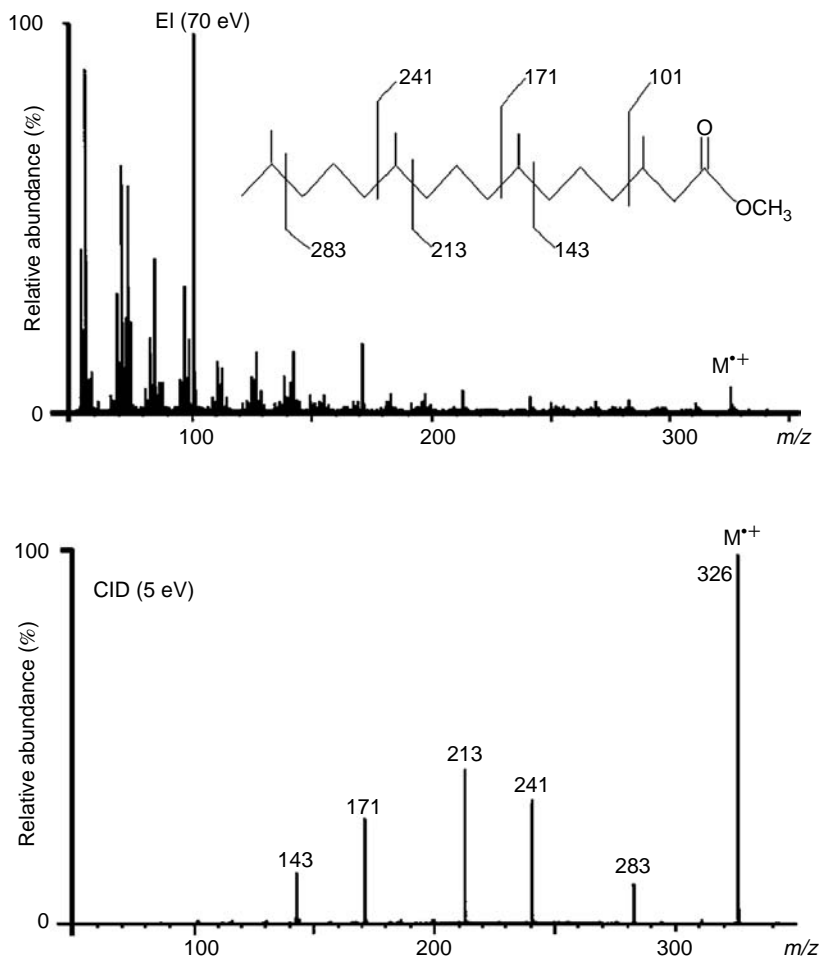 100
EI (70 eV)
241
171
101
O
OCH₃
283
213
143
Relative abundance (%)
M•+
0
100
200
300
m/z
100
M•+
326
CID (5 eV)
Relative abundance (%)
213
241
171
143
283
0
100
200
300
m/z